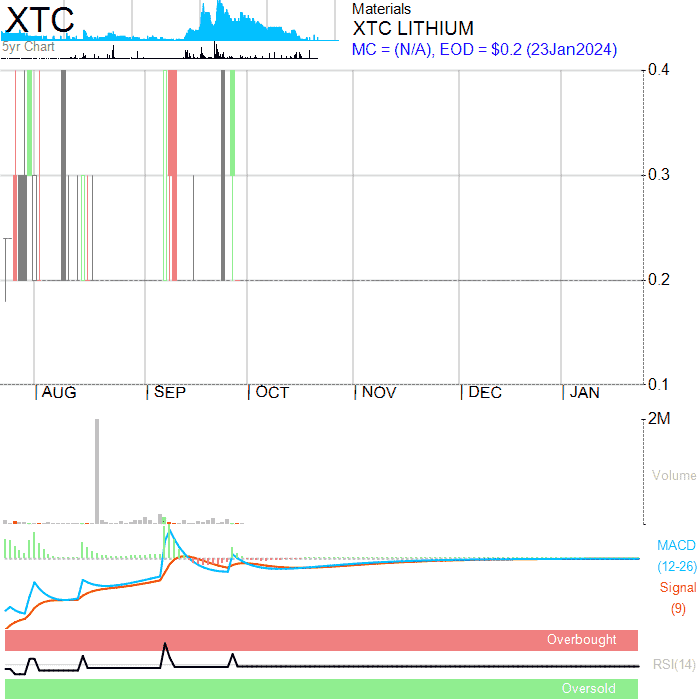 XTC
5yr Chart
Materials
XTC LITHIUM
MC = (N/A), EOD = $0.2 (23Jan2024)
0.4
0.3
0.2
0.1
AUG SEP OCT NOV DEC JAN
2M
Volume
MACD
(12-26)
Signal
(9)
Overbought
RSI(14)
Oversold